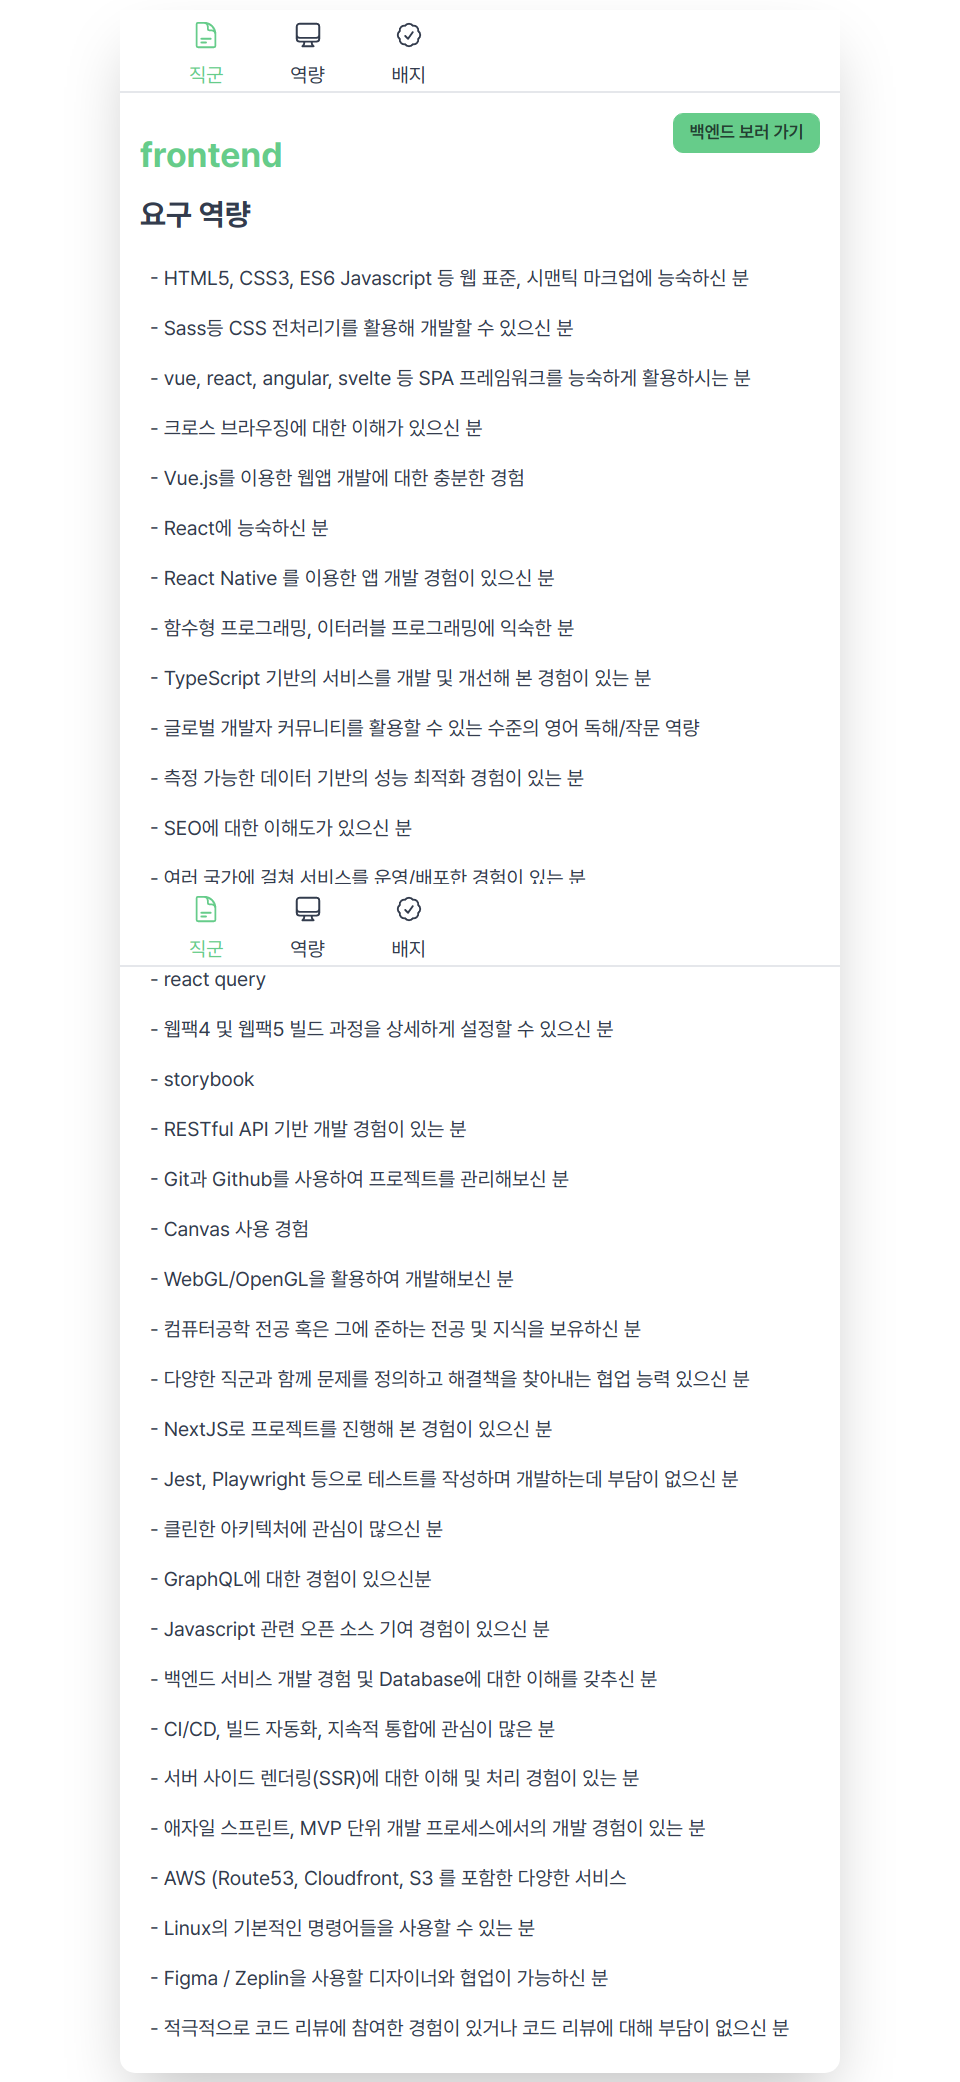 직군 역량 배지
백엔드 보러 가기
frontend
요구 역량
- HTML5, CSS3, ES6 Javascript 등 웹 표준, 시맨틱 마크업에 능숙하신 분
- Sass등 CSS 전처리기를 활용해 개발할 수 있으신 분
- vue, react, angular, svelte 등 SPA 프레임워크를 능숙하게 활용하시는 분
- 크로스 브라우징에 대한 이해가 있으신 분
- Vue.js를 이용한 웹앱 개발에 대한 충분한 경험
- React에 능숙하신 분
- React Native 를 이용한 앱 개발 경험이 있으신 분
- 함수형 프로그래밍, 이터러블 프로그래밍에 익숙한 분
- TypeScript 기반의 서비스를 개발 및 개선해 본 경험이 있는 분
- 글로벌 개발자 커뮤니티를 활용할 수 있는 수준의 영어 독해/작문 역량
- 측정 가능한 데이터 기반의 성능 최적화 경험이 있는 분
- SEO에 대한 이해도가 있으신 분
- 여러 국가에 걸쳐 서비스를 운영/배포한 경험이 있는 분
직군 역량 배지
- react query
- 웹팩4 및 웹팩5 빌드 과정을 상세하게 설정할 수 있으신 분
- storybook
- RESTful API 기반 개발 경험이 있는 분
- Git과 Github를 사용하여 프로젝트를 관리해보신 분
- Canvas 사용 경험
- WebGL/OpenGL을 활용하여 개발해보신 분
- 컴퓨터공학 전공 혹은 그에 준하는 전공 및 지식을 보유하신 분
- 다양한 직군과 함께 문제를 정의하고 해결책을 찾아내는 협업 능력 있으신 분
- NextJS로 프로젝트를 진행해 본 경험이 있으신 분
- Jest, Playwright 등으로 테스트를 작성하며 개발하는데 부담이 없으신 분
- 클린한 아키텍처에 관심이 많으신 분
- GraphQL에 대한 경험이 있으신분
- Javascript 관련 오픈 소스 기여 경험이 있으신 분
- 백엔드 서비스 개발 경험 및 Database에 대한 이해를 갖추신 분
- CI/CD, 빌드 자동화, 지속적 통합에 관심이 많은 분
- 서버 사이드 렌더링(SSR)에 대한 이해 및 처리 경험이 있는 분
- 애자일 스프린트, MVP 단위 개발 프로세스에서의 개발 경험이 있는 분
- AWS (Route53, Cloudfront, S3 를 포함한 다양한 서비스
- Linux의 기본적인 명령어들을 사용할 수 있는 분
- Figma / Zeplin을 사용할 디자이너와 협업이 가능하신 분
- 적극적으로 코드 리뷰에 참여한 경험이 있거나 코드 리뷰에 대해 부담이 없으신 분